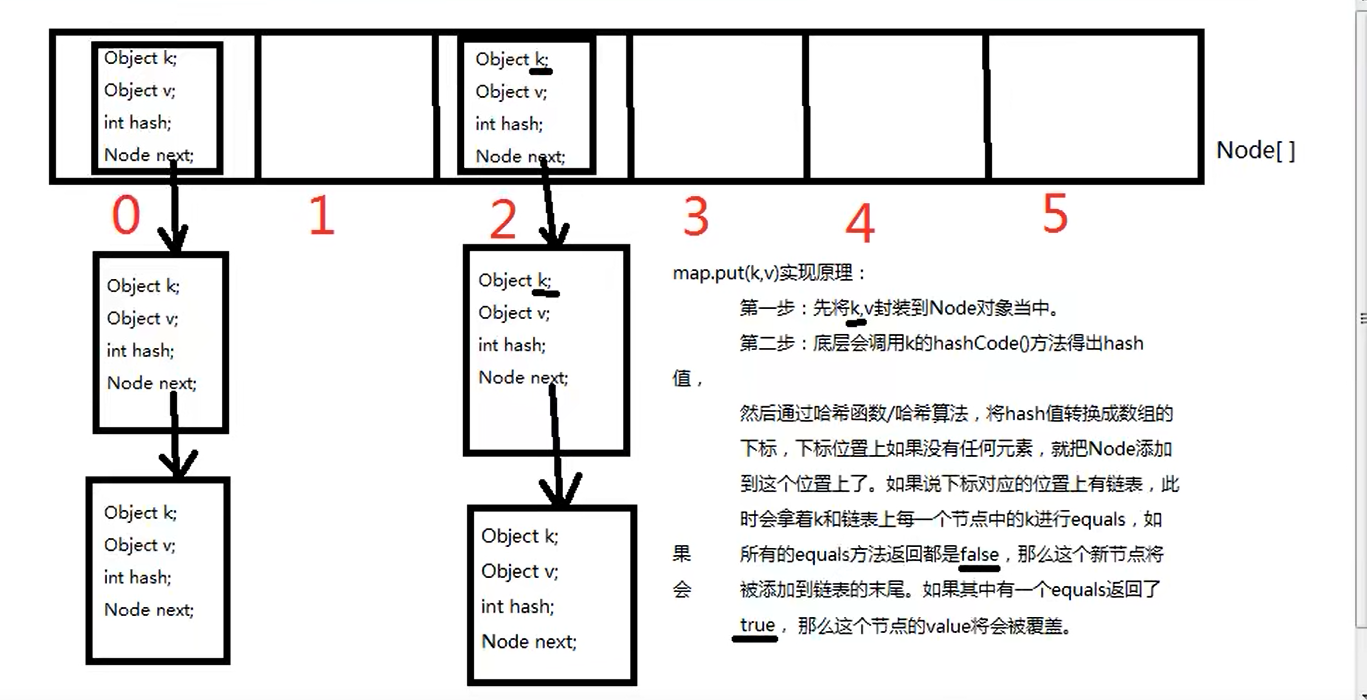 Object k;
Object v;
int hash;
Node next;
Object k;
Object v;
int hash;
Node next;
Node[ ]
0
1
2
3
4
5
Object k;
Object v;
int hash;
Node next;
Object k;
Object v;
int hash;
Node next;
Object k;
Object v;
int hash;
Node next;
Object k;
Object v;
int hash;
Node next;
map.put(k,v)实现原理：
第一步：先将k,v封装到Node对象当中。
第二步：底层会调用k的hashCode()方法得出hash
值，
然后通过哈希函数/哈希算法，将hash值转换成数组的
下标，下标位置上如果没有任何元素，就把Node添加
到这个位置上了。如果说下标对应的位置上有链表，此
时会拿着k和链表上每一个节点中的k进行equals，如
果 所有的equals方法返回都是false，那么这个新节点将
会 被添加到链表的末尾。如果其中有一个equals返回了
true，那么这个节点的value将会被覆盖。